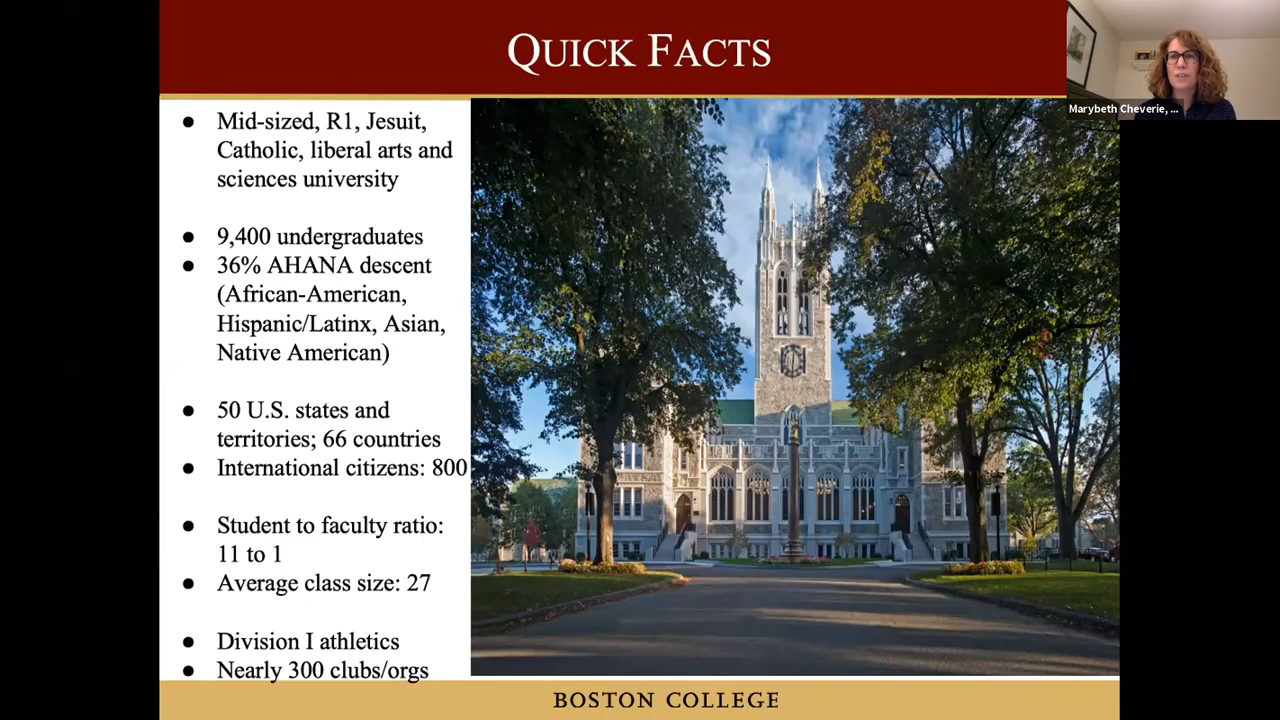 QUICK FACTS
Marybeth Cheverie, ...
● Mid-sized, R1, Jesuit,
Catholic, liberal arts and
sciences university
● 9,400 undergraduates
● 36% AHANA descent
(African-American,
Hispanic/Latinx, Asian,
Native American)
● 50 U.S. states and
territories; 66 countries
● International citizens: 800
● Student to faculty ratio:
11 to 1
● Average class size: 27
● Division I athletics
● Nearly 300 clubs/orgs
BOSTON COLLEGE